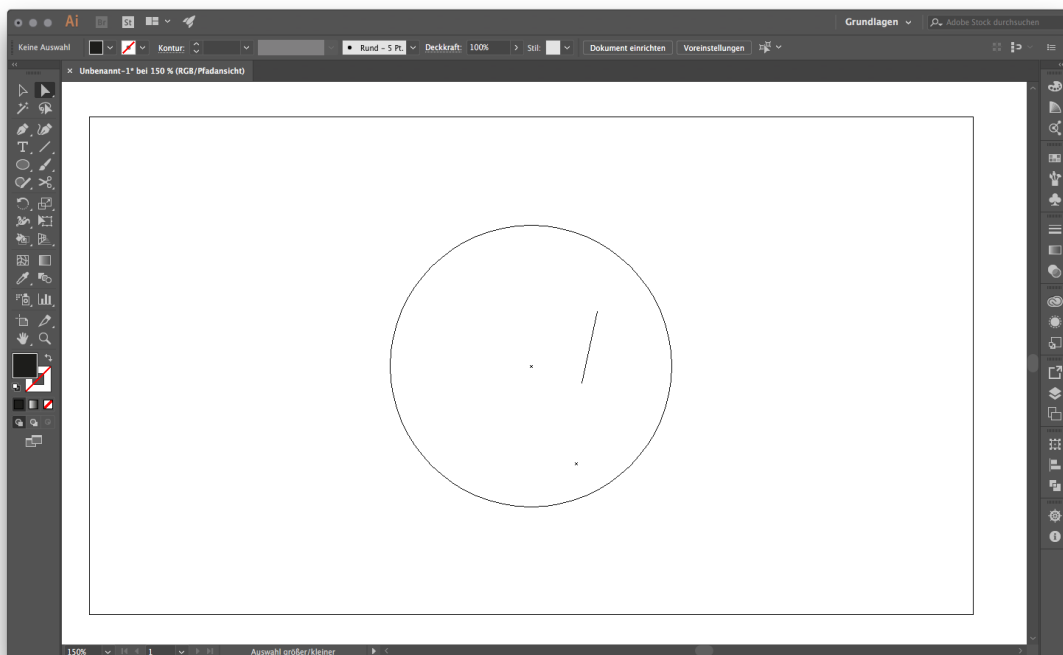 Ai Br St Grundlagen Adobe Stock durchsuchen
Keine Auswahl Kontur: Rund - 5 Pt. Deckkraft: 100% Stil: Dokument einrichten Voreinstellungen
× Unbenannt-1* bei 150 % (RGB/Pfadansicht)
150% 1 Auswahl größer/kleiner